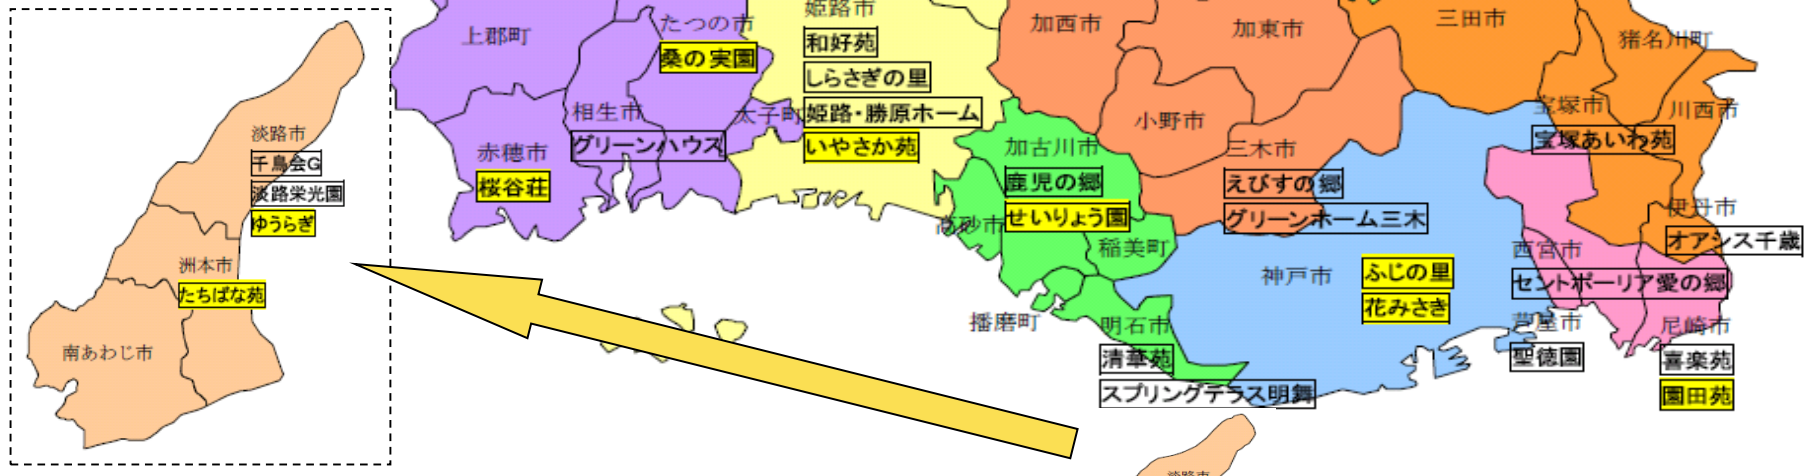 淡路市
千鳥会G
淡路栄光園
ゆうらぎ
洲本市
たちばな苑
南あわじ市
上郡町
たつの市
桑の実園
相生市
グリーンハウス
太子町
赤穂市
桜谷荘
姫路市
和好苑
しらさぎの里
姫路・勝原ホーム
いやさか苑
加西市
加東市
小野市
三木市
えびすの郷
グリーンホーム三木
加古川市
鹿児の郷
せいりょう園
高砂市
稲美町
播磨町
明石市
清華苑
スプリングテラス明舞
神戸市
ふじの里
花みさき
三田市
猪名川町
宝塚市
宝塚あいわ苑
川西市
伊丹市
オアシス千歳
西宮市
セントポーリア愛の郷
芦屋市
聖徳園
尼崎市
喜楽苑
園田苑
淡路市